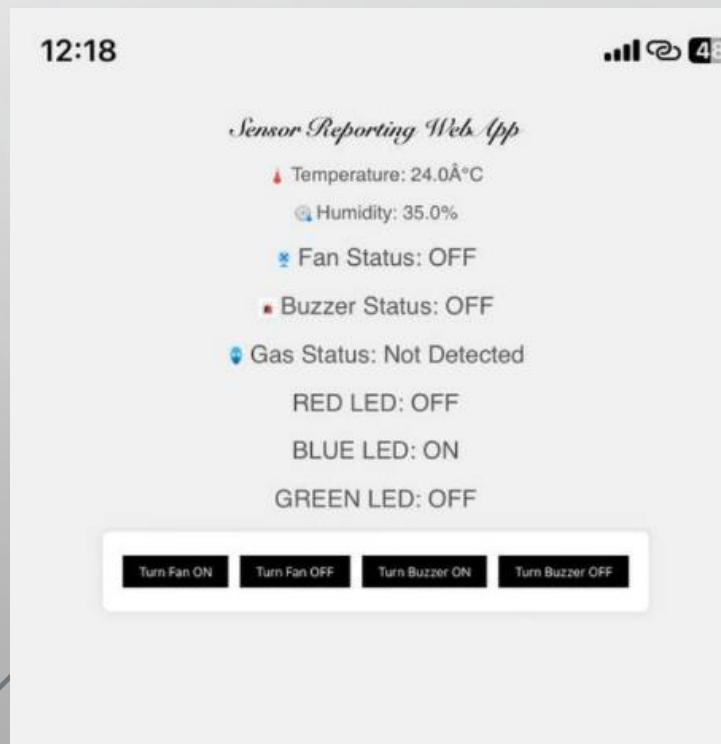 12:18
Sensor Reporting Web App
Temperature: 24.0Â°C
Humidity: 35.0%
Fan Status: OFF
Buzzer Status: OFF
Gas Status: Not Detected
RED LED: OFF
BLUE LED: ON
GREEN LED: OFF
Turn Fan ON Turn Fan OFF Turn Buzzer ON Turn Buzzer OFF